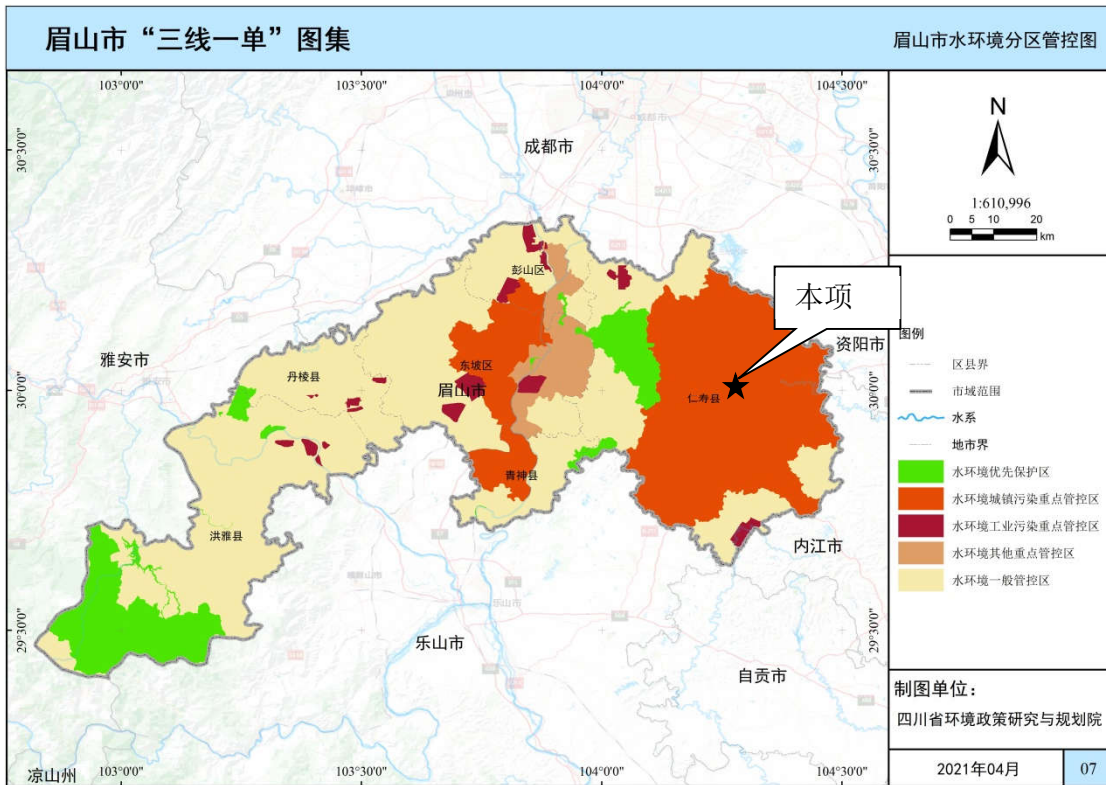 眉山市“三线一单”图集
眉山市水环境分区管控图
103°0'0"
103°30'0"
104°0'0"
104°30'0"
30°30'0"
30°30'0"
成都市
N
1:610,996
0 5 10 20
km
彭山区
本项
图例
雅安市
丹棱县
东坡区
眉山市
仁寿县
资阳市
30°0'0"
30°0'0"
区县界
市域范围
水系
地市界
水环境优先保护区
水环境城镇污染重点管控区
水环境工业污染重点管控区
水环境其他重点管控区
水环境一般管控区
青神县
洪雅县
内江市
29°30'0"
29°30'0"
乐山市
乐山市
自贡市
制图单位：
四川省环境政策研究与规划院
凉山州
103°0'0"
103°30'0"
104°0'0"
104°30'0"
2021年04月
07